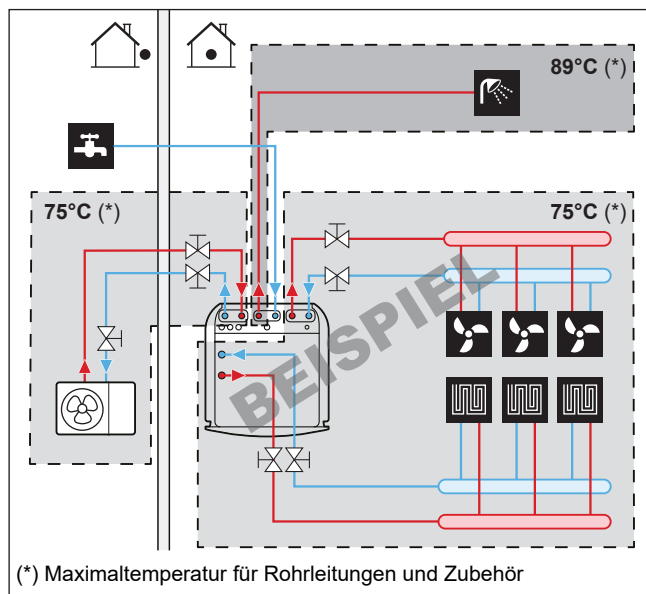 89°C (*)
75°C (*)
75°C (*)
BEISPIEL
(*) Maximaltemperatur für Rohrleitungen und Zubehör